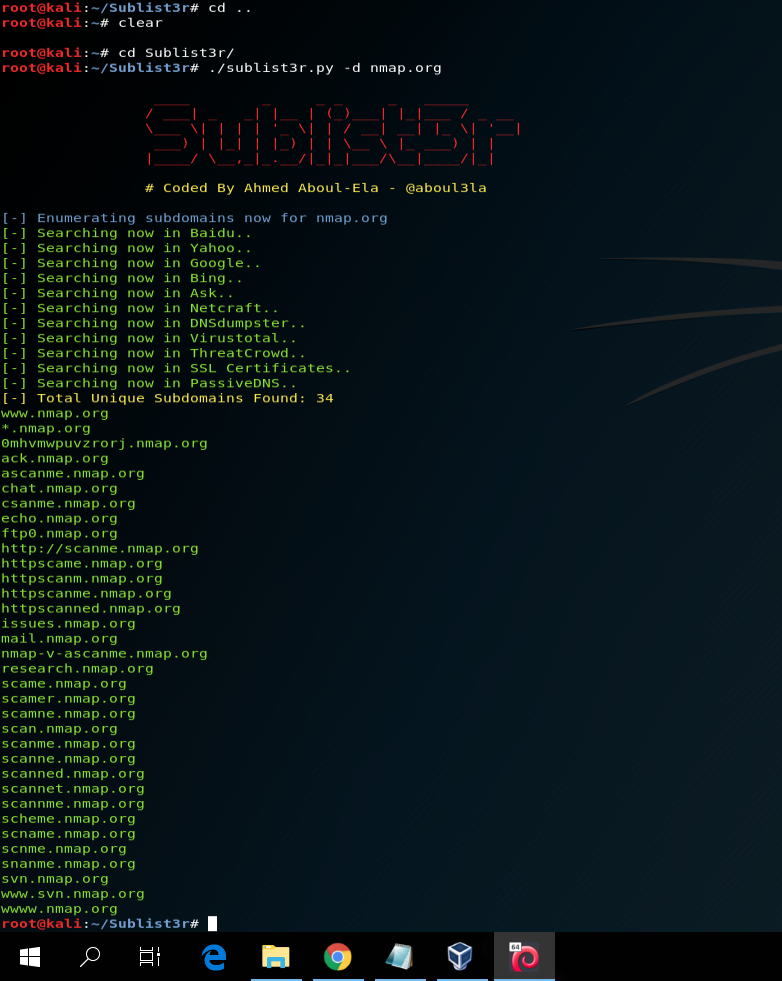 root@kali:~/Sublist3r# cd ..
root@kali:~# clear
root@kali:~# cd Sublist3r/
root@kali:~/Sublist3r# ./sublist3r.py -d nmap.org
Sublist3r
# Coded By Ahmed Aboul-Ela - @aboul3la
[-] Enumerating subdomains now for nmap.org
[-] Searching now in Baidu..
[-] Searching now in Yahoo..
[-] Searching now in Google..
[-] Searching now in Bing..
[-] Searching now in Ask..
[-] Searching now in Netcraft..
[-] Searching now in DNSdumpster..
[-] Searching now in Virustotal..
[-] Searching now in ThreatCrowd..
[-] Searching now in SSL Certificates..
[-] Searching now in PassiveDNS..
[-] Total Unique Subdomains Found: 34
www.nmap.org
*.nmap.org
0mhvmwpuvzrorj.nmap.org
ack.nmap.org
ascanme.nmap.org
chat.nmap.org
csanme.nmap.org
echo.nmap.org
ftp0.nmap.org
http://scanme.nmap.org
httpscame.nmap.org
httpscanm.nmap.org
httpscanme.nmap.org
httpscanned.nmap.org
issues.nmap.org
mail.nmap.org
nmap-v-ascanme.nmap.org
research.nmap.org
scame.nmap.org
scamer.nmap.org
scamne.nmap.org
scan.nmap.org
scanme.nmap.org
scanne.nmap.org
scanned.nmap.org
scannet.nmap.org
scannme.nmap.org
scheme.nmap.org
scname.nmap.org
scnme.nmap.org
snanme.nmap.org
svn.nmap.org
www.svn.nmap.org
wwww.nmap.org
root@kali:~/Sublist3r#
64